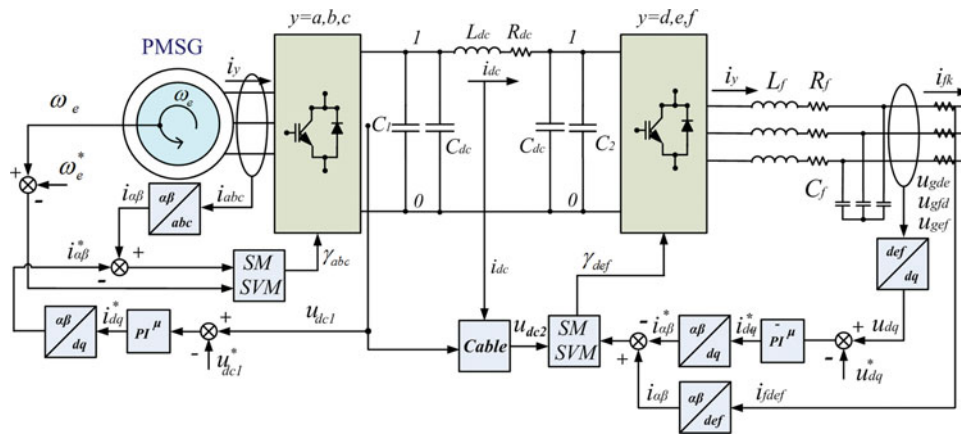 y=a,b,c
y=d,e,f
PMSG
1
L_dc
R_dc
1
i_y
i_dc
i_y
L_f
R_f
i_fk
ω_e
ω_e
C_1
C_dc
C_dc
C_2
+
ω_e^*
-
i_αβ
αβ
abc
i_abc
0
0
C_f
u_gde
u_gfd
u_gef
i_αβ^*
+
-
SM
SVM
γ_abc
i_dc
γ_def
def
dq
αβ
dq
i_dq^*
PI^μ
+
-
u_dc1
u_dc1^*
Cable
u_dc2
SM
SVM
-
+
i_αβ^*
αβ
dq
i_dq^*
PI^μ
-
+
-
u_dq
u_dq^*
i_αβ
αβ
def
i_fdef